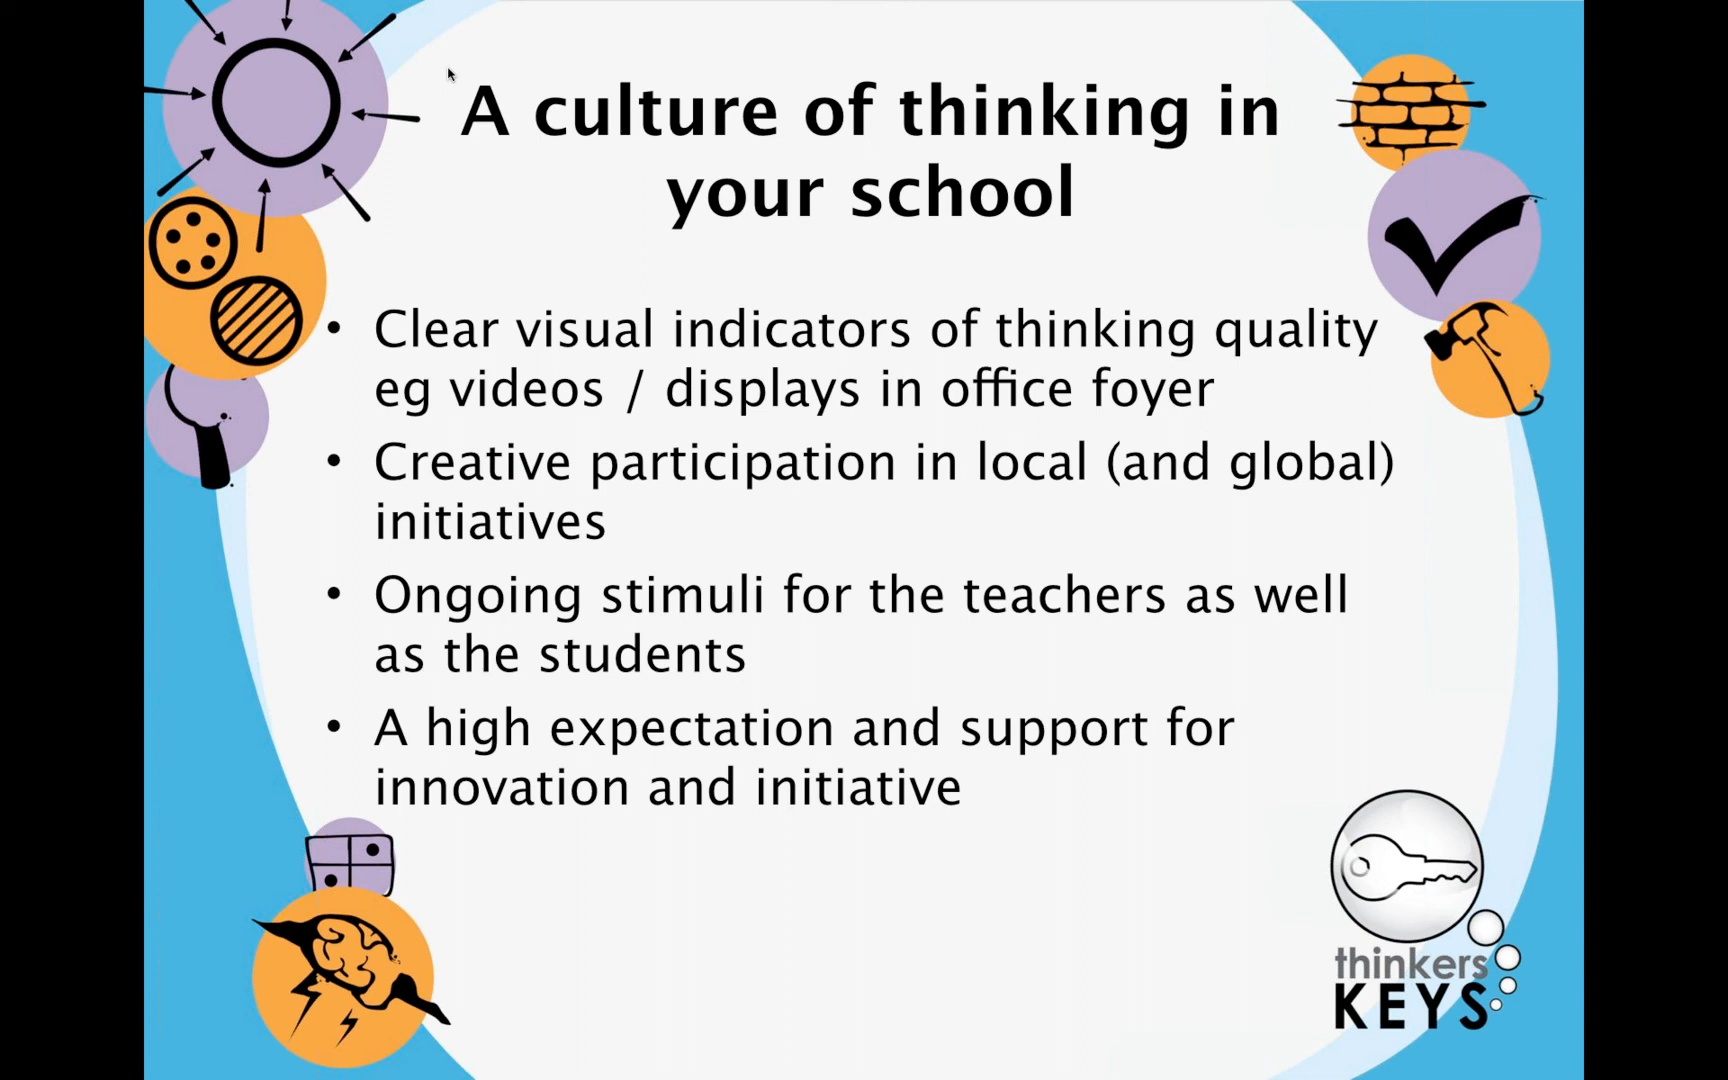 A culture of thinking in
your school
• Clear visual indicators of thinking quality
eg videos / displays in office foyer
• Creative participation in local (and global)
initiatives
• Ongoing stimuli for the teachers as well
as the students
• A high expectation and support for
innovation and initiative
thinkers
KEYS